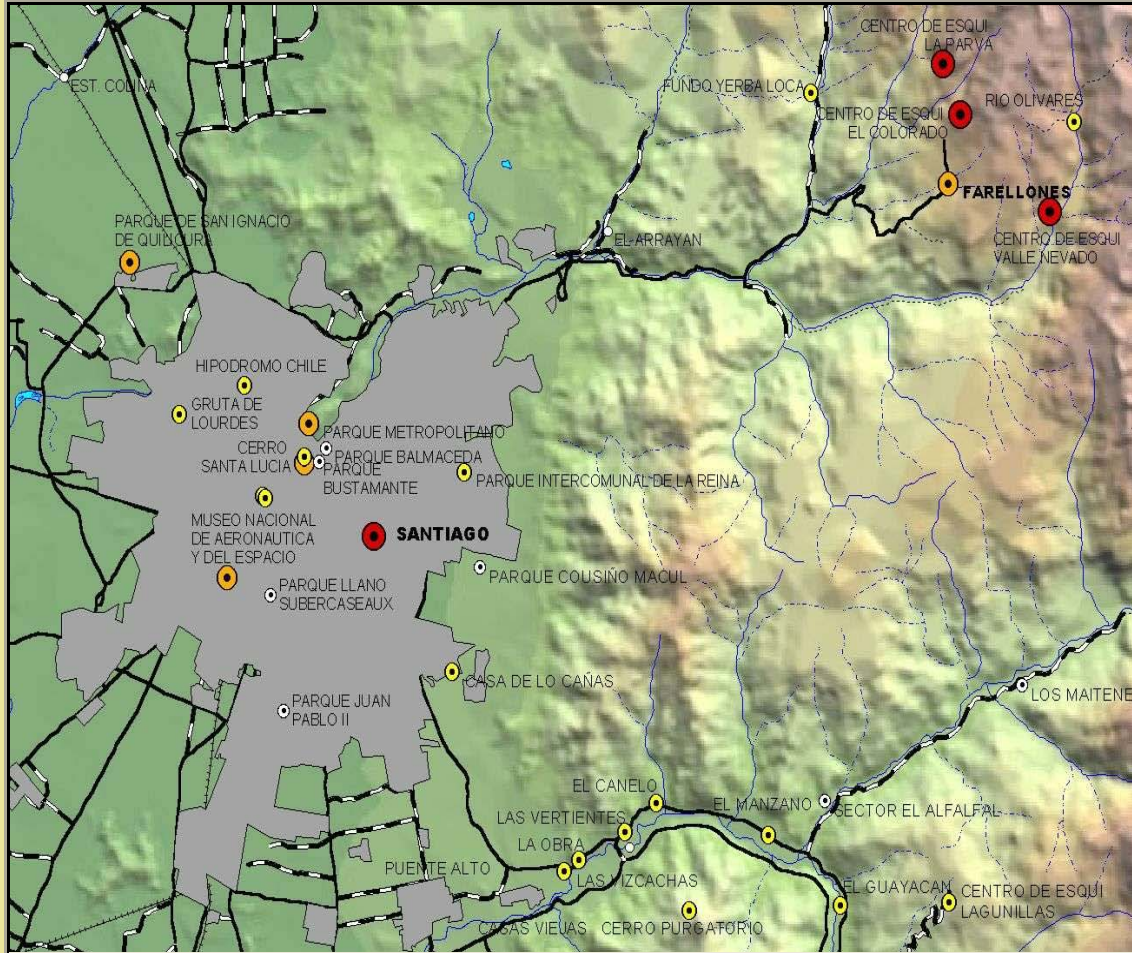 CENTRO DE ESQUI
LA PARVA
EST. COLINA
FUNDO YERBA LOCA
RIO OLIVARES
CENTRO DE ESQUI
EL COLORADO
FARELLONES
PARQUE DE SAN IGNACIO
DE QUILICURA
EL ARRAYAN
CENTRO DE ESQUI
VALLE NEVADO
HIPODROMO CHILE
GRUTA DE
LOURDES
PARQUE METROPOLITANO
CERRO
SANTA LUCIA
PARQUE BALMACEDA
PARQUE
BUSTAMANTE
PARQUE INTERCOMUNAL DE LA REINA
MUSEO NACIONAL
DE AERONAUTICA
Y DEL ESPACIO
SANTIAGO
PARQUE COUSIÑO MACUL
PARQUE LLANO
SUBERCASEAUX
CASA DE LO CAÑAS
LOS MAITENE
PARQUE JUAN
PABLO II
EL CANELO
EL MANZANO
SECTOR EL ALFALFAL
LAS VERTIENTES
LA OBRA
PUENTE ALTO
LAS VIZCACHAS
EL GUAYACAN
CENTRO DE ESQUI
LAGUNILLAS
CASAS VIEJAS
CERRO PURGATORIO